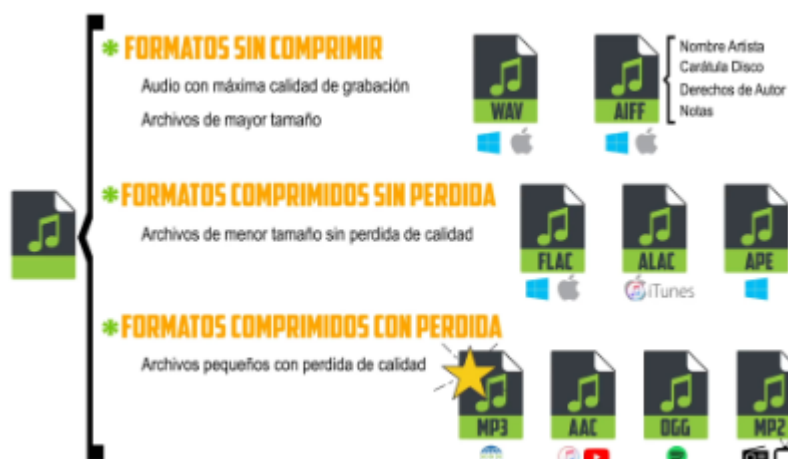 * FORMATOS SIN COMPRIMIR
Audio con máxima calidad de grabación
Archivos de mayor tamaño
WAV
AIFF
Nombre Artista
Carátula Disco
Derechos de Autor
Notas
* FORMATOS COMPRIMIDOS SIN PERDIDA
Archivos de menor tamaño sin perdida de calidad
FLAC
ALAC
APE
iTunes
* FORMATOS COMPRIMIDOS CON PERDIDA
Archivos pequeños con perdida de calidad
MP3
AAC
OGG
MP2